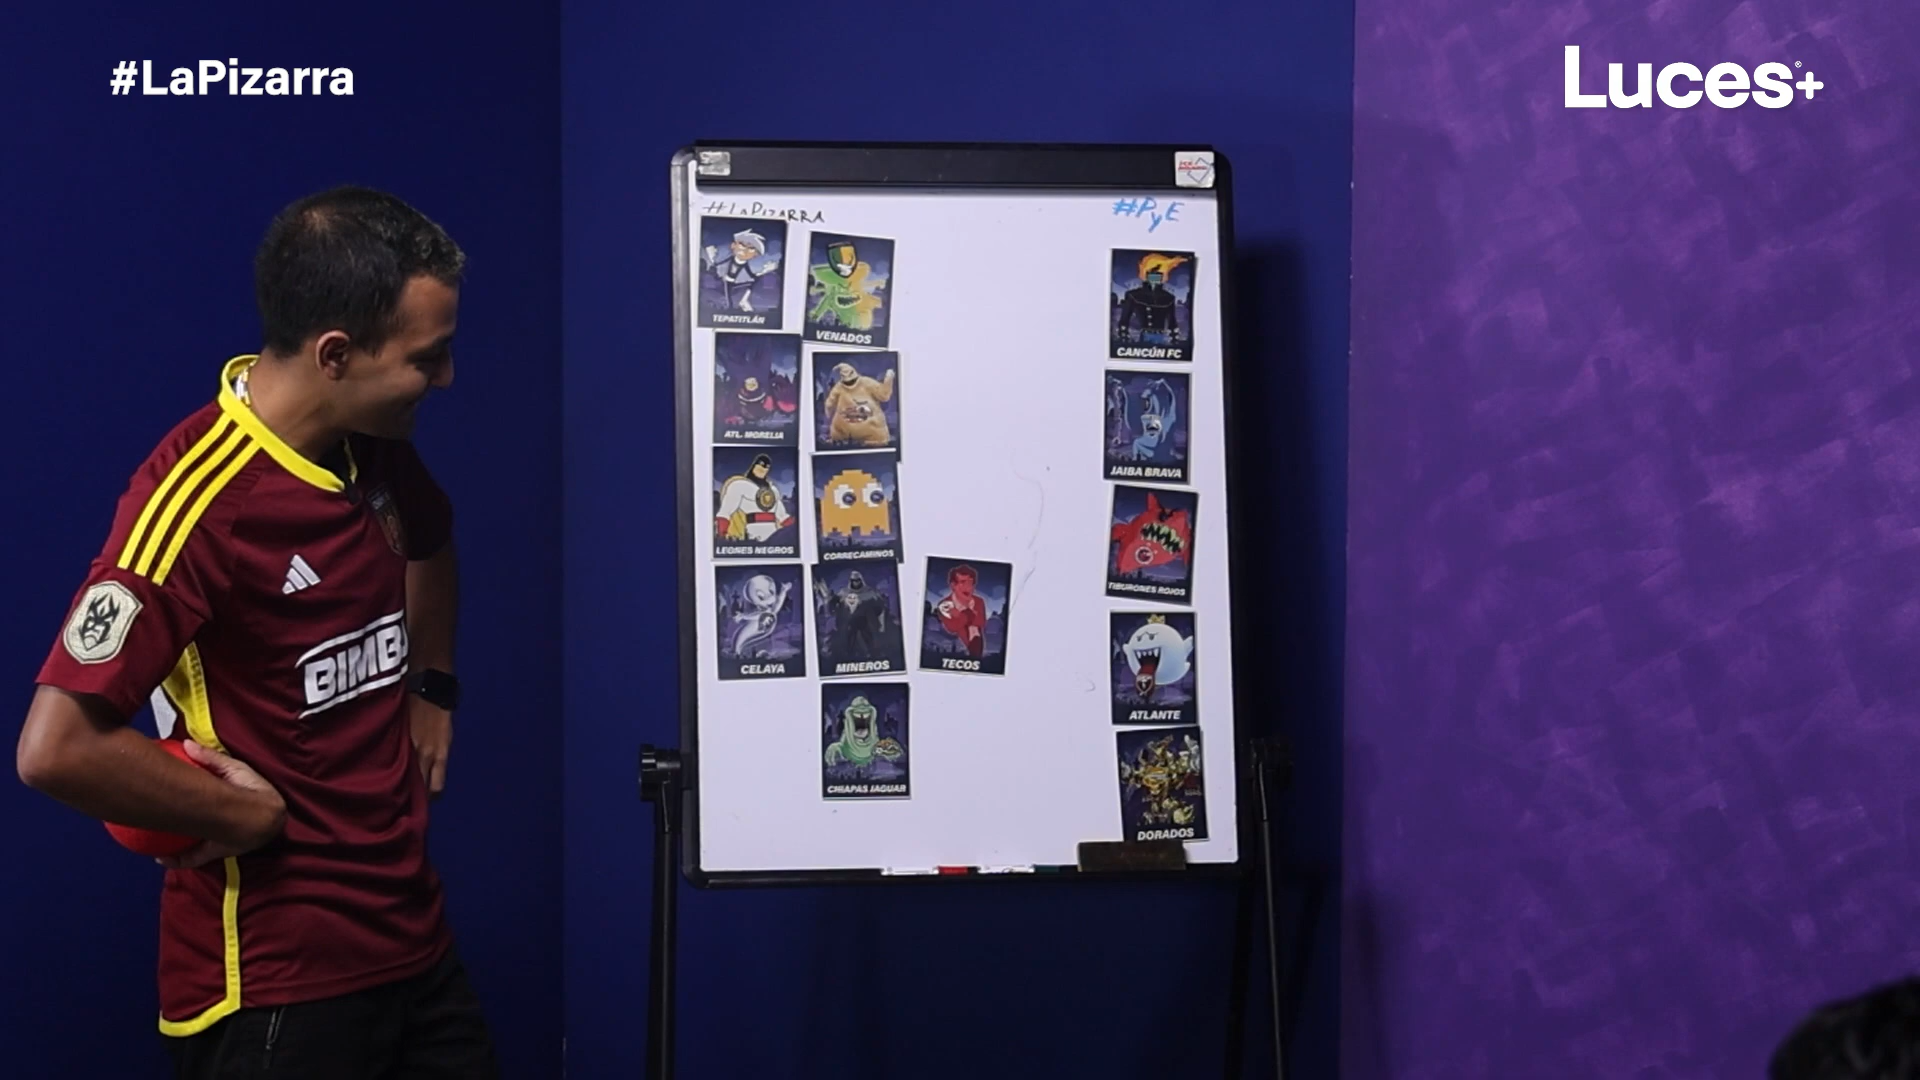 #LaPizarra
Luces+
#LaPizarra
#PyE
TEPATITLÁN
VENADOS
CANCÚN FC
ATL. MORELIA
JAIBA BRAVA
LEONES NEGROS
CORRECAMINOS
TIBURONES ROJOS
CELAYA
MINEROS
TECOS
ATLANTE
CHIAPAS JAGUAR
DORADOS
BIMB